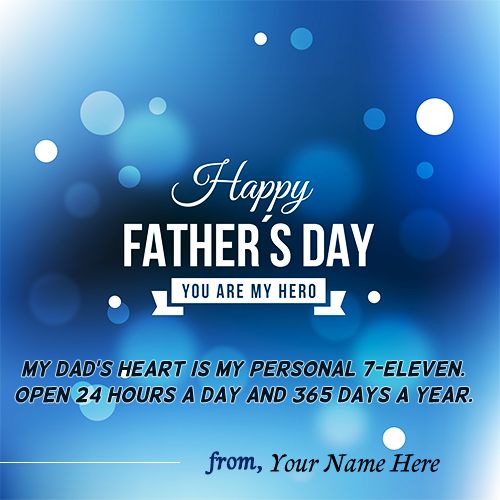 Happy
FATHER´S DAY
YOU ARE MY HERO
MY DAD'S HEART IS MY PERSONAL 7-ELEVEN.
OPEN 24 HOURS A DAY AND 365 DAYS A YEAR.
from, Your Name Here